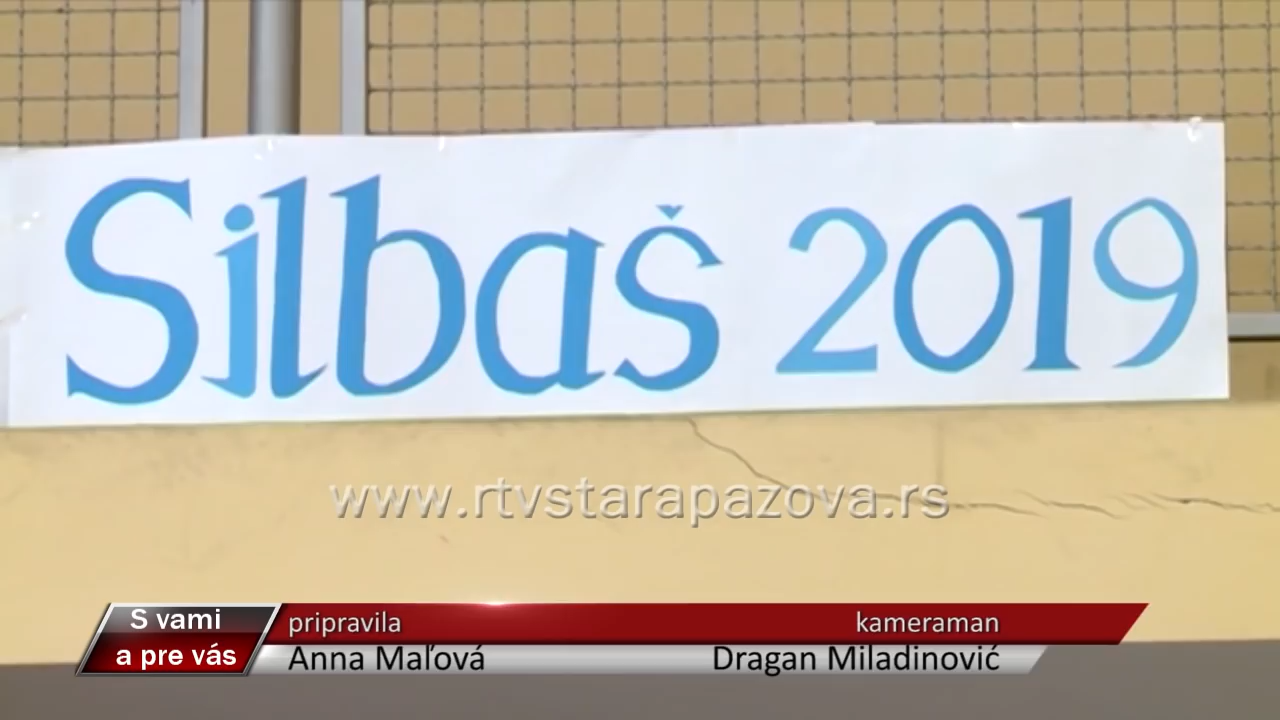 Silbaš 2019
www.rtvstarapazova.rs
S vami
a pre vás
pripravila
kameraman
Anna Maľová
Dragan Miladinović